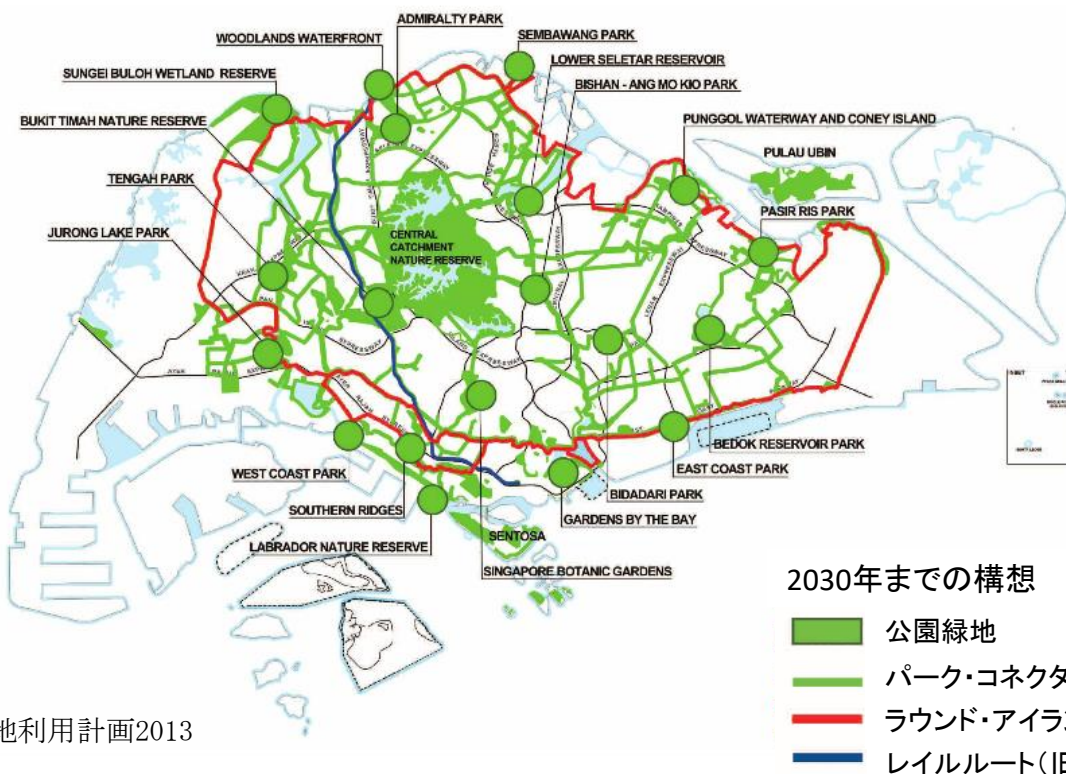 ADMIRALTY PARK
WOODLANDS WATERFRONT
SEMBAWANG PARK
LOWER SELETAR RESERVOIR
SUNGEI BULOH WETLAND RESERVE
BISHAN - ANG MO KIO PARK
BUKIT TIMAH NATURE RESERVE
PUNGGOL WATERWAY AND CONEY ISLAND
PULAU UBIN
TENGAH PARK
PASIR RIS PARK
JURONG LAKE PARK
CENTRAL
CATCHMENT
NATURE RESERVE
BEDOK RESERVOIR PARK
WEST COAST PARK
EAST COAST PARK
BIDADARI PARK
SOUTHERN RIDGES
GARDENS BY THE BAY
SENTOSA
LABRADOR NATURE RESERVE
SINGAPORE BOTANIC GARDENS
2030年までの構想
公園緑地
パーク・コネクタ
ラウンド・アイラ
レイルルート(旧
地利用計画2013